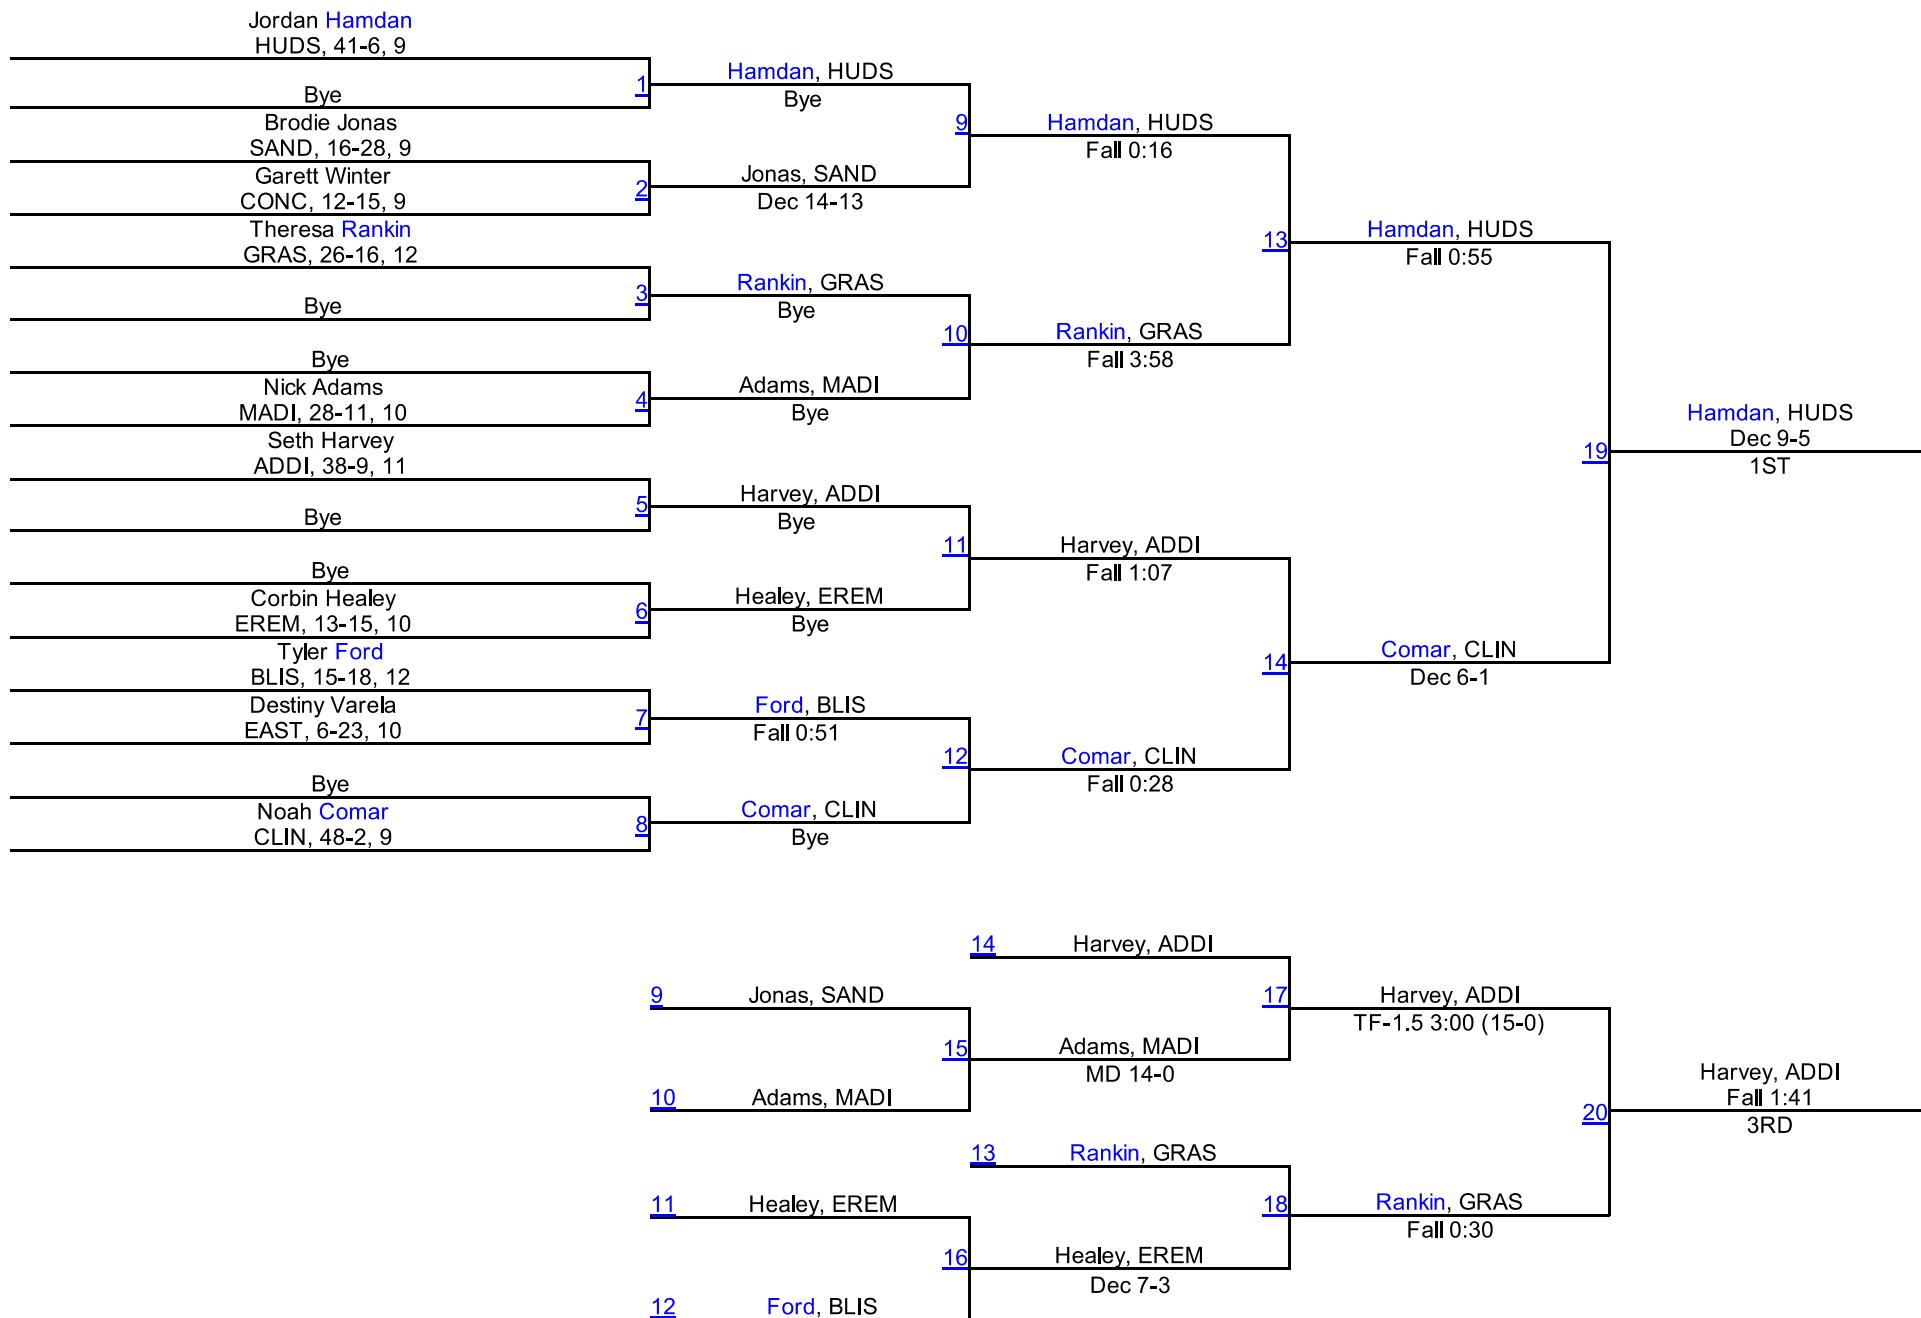 Jordan Hamdan
HUDS, 41-6, 9
Bye
1
Brodie Jonas
SAND, 16-28, 9
Garett Winter
CONC, 12-15, 9
2
Theresa Rankin
GRAS, 26-16, 12
Bye
3
Bye
Nick Adams
MADI, 28-11, 10
4
Seth Harvey
ADDI, 38-9, 11
Bye
5
Bye
Corbin Healey
EREM, 13-15, 10
6
Tyler Ford
BLIS, 15-18, 12
Destiny Varela
EAST, 6-23, 10
7
Bye
Noah Comar
CLIN, 48-2, 9
8
Hamdan, HUDS
Bye
9
Jonas, SAND
Dec 14-13
Rankin, GRAS
Bye
10
Adams, MADI
Bye
Harvey, ADDI
Bye
11
Healey, EREM
Bye
Ford, BLIS
Fall 0:51
12
Comar, CLIN
Bye
Hamdan, HUDS
Fall 0:16
13
Rankin, GRAS
Fall 3:58
Harvey, ADDI
Fall 1:07
14
Comar, CLIN
Fall 0:28
Hamdan, HUDS
Fall 0:55
19
Comar, CLIN
Dec 6-1
Hamdan, HUDS
Dec 9-5
1ST
9
Jonas, SAND
15
10
Adams, MADI
11
Healey, EREM
16
12
Ford, BLIS
14
Harvey, ADDI
17
Adams, MADI
MD 14-0
13
Rankin, GRAS
18
Healey, EREM
Dec 7-3
Harvey, ADDI
TF-1.5 3:00 (15-0)
20
Rankin, GRAS
Fall 0:30
Harvey, ADDI
Fall 1:41
3RD